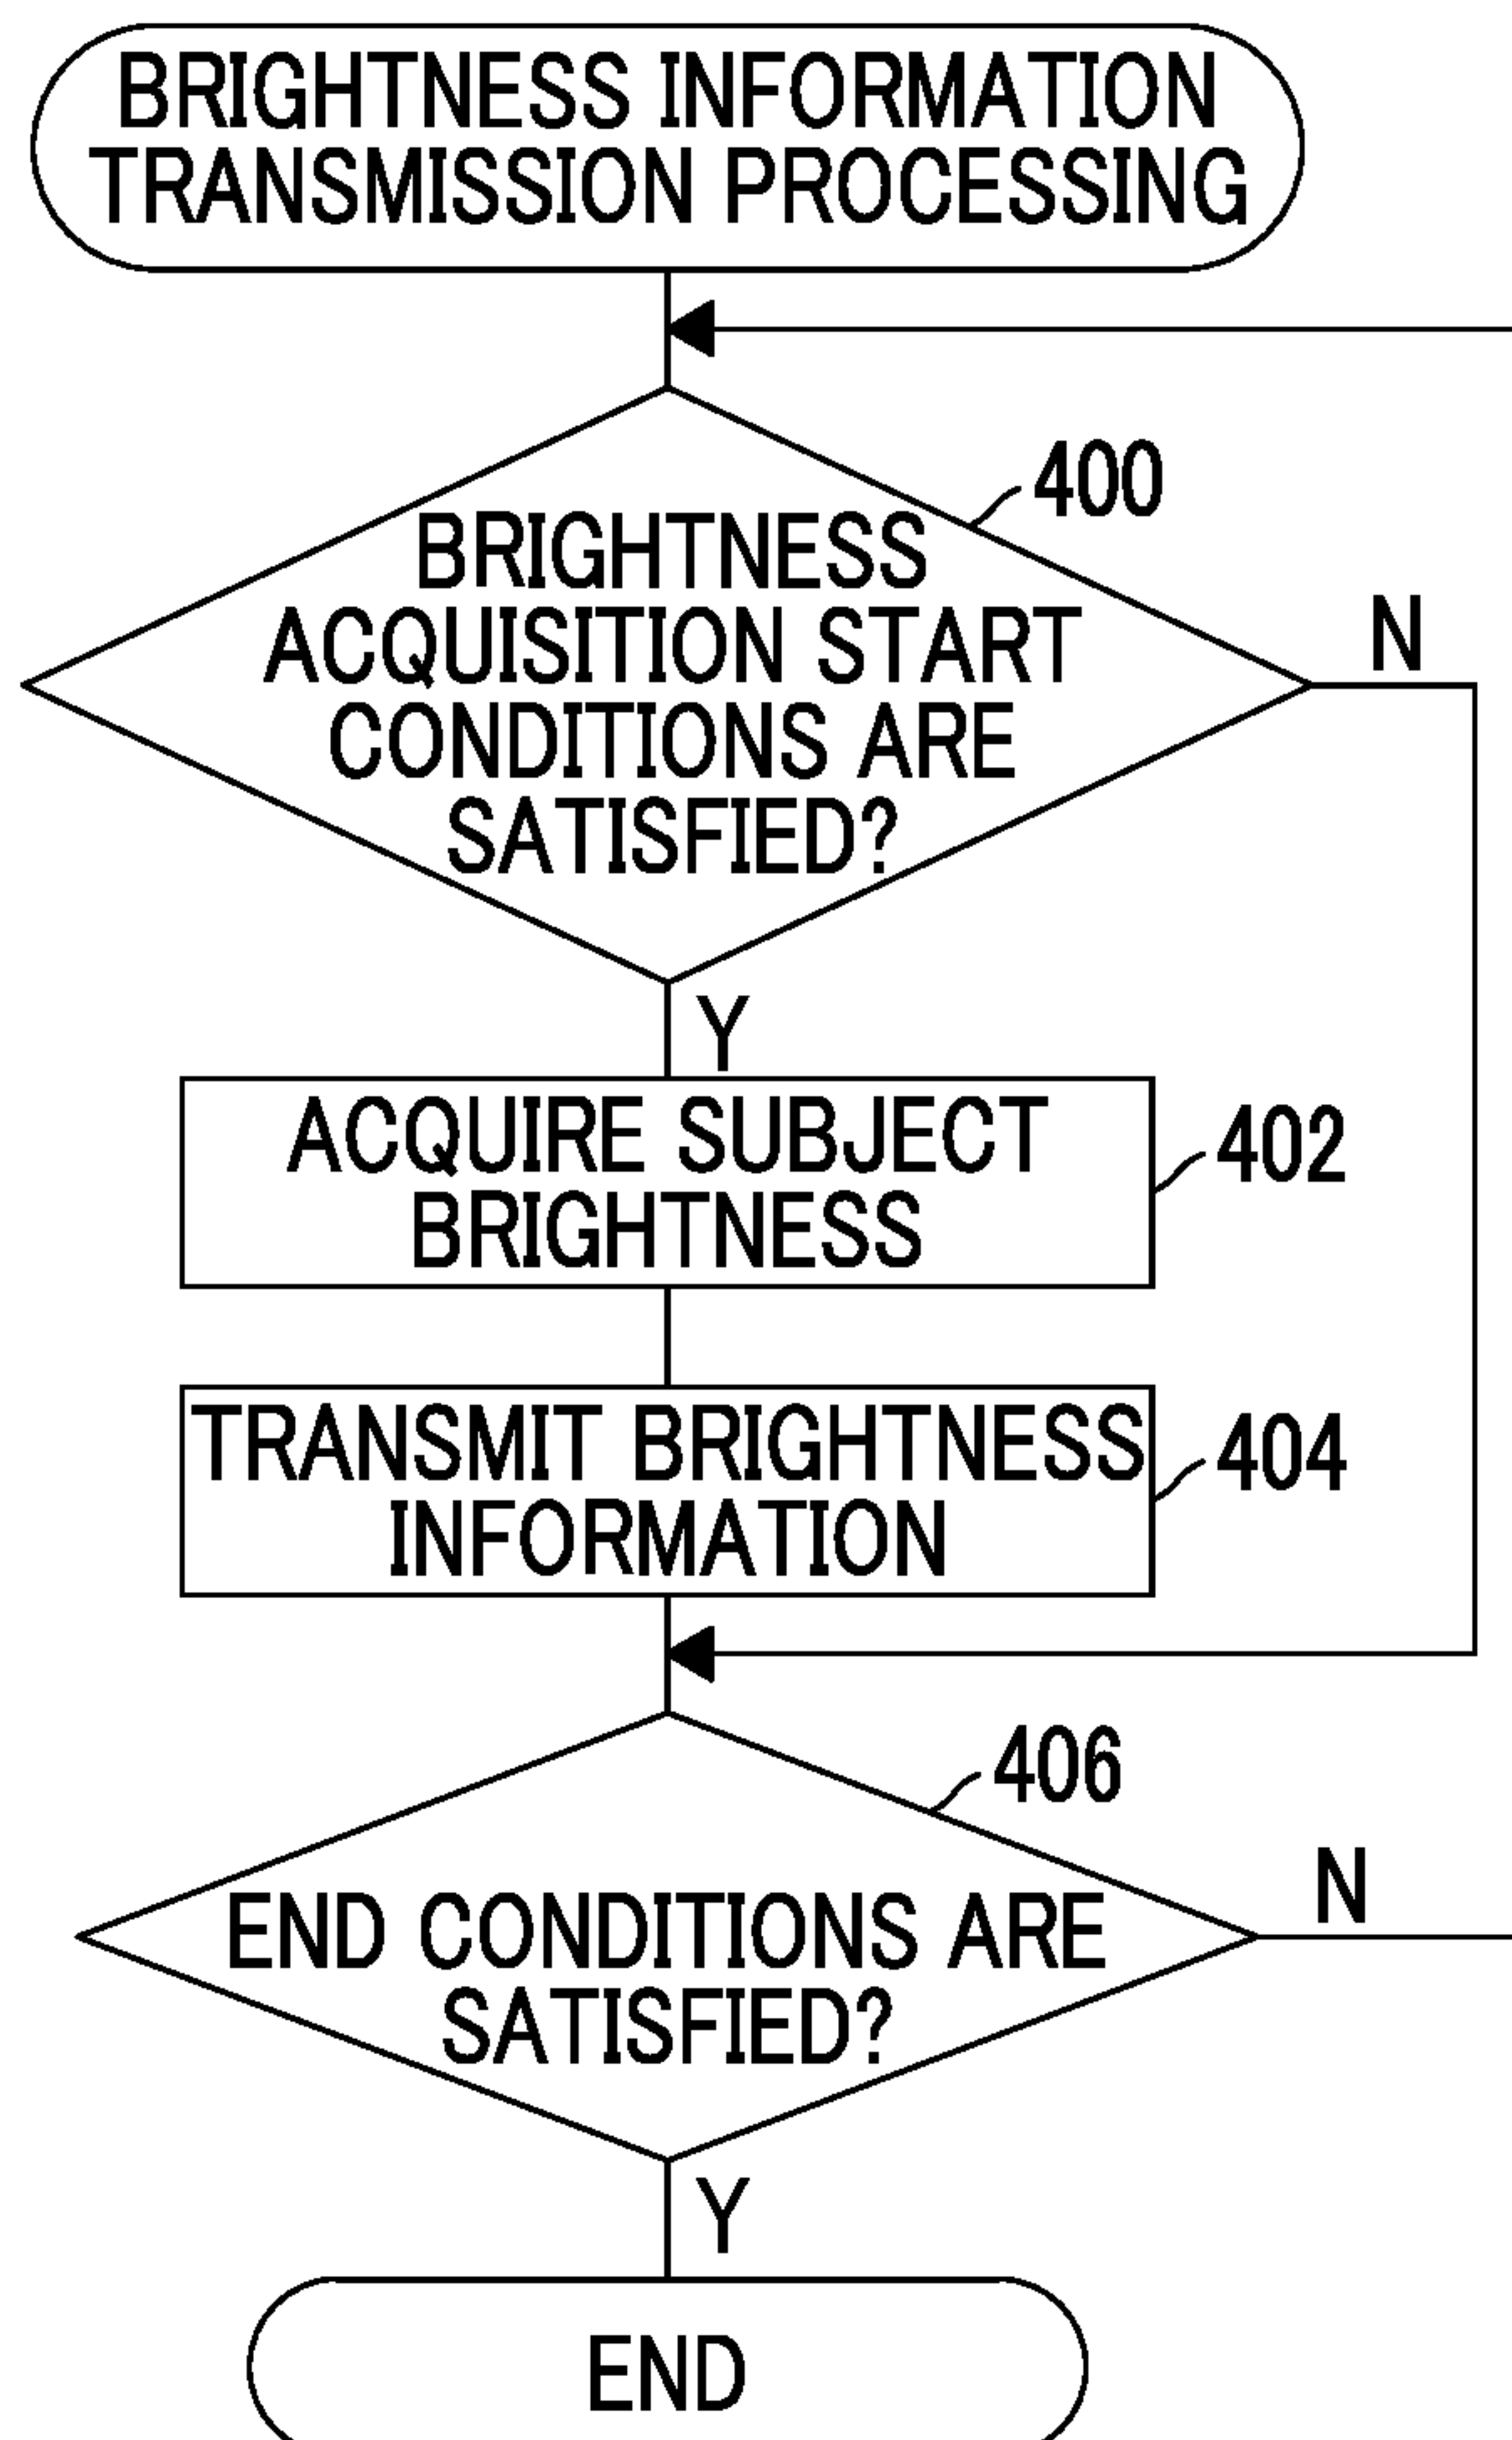 BRIGHTNESS INFORMATION
TRANSMISSION PROCESSING
400
BRIGHTNESS
ACQUISITION START
CONDITIONS ARE
SATISFIED?
N
Y
ACQUIRE SUBJECT
BRIGHTNESS
402
TRANSMIT BRIGHTNESS
INFORMATION
404
406
END CONDITIONS ARE
SATISFIED?
N
Y
END